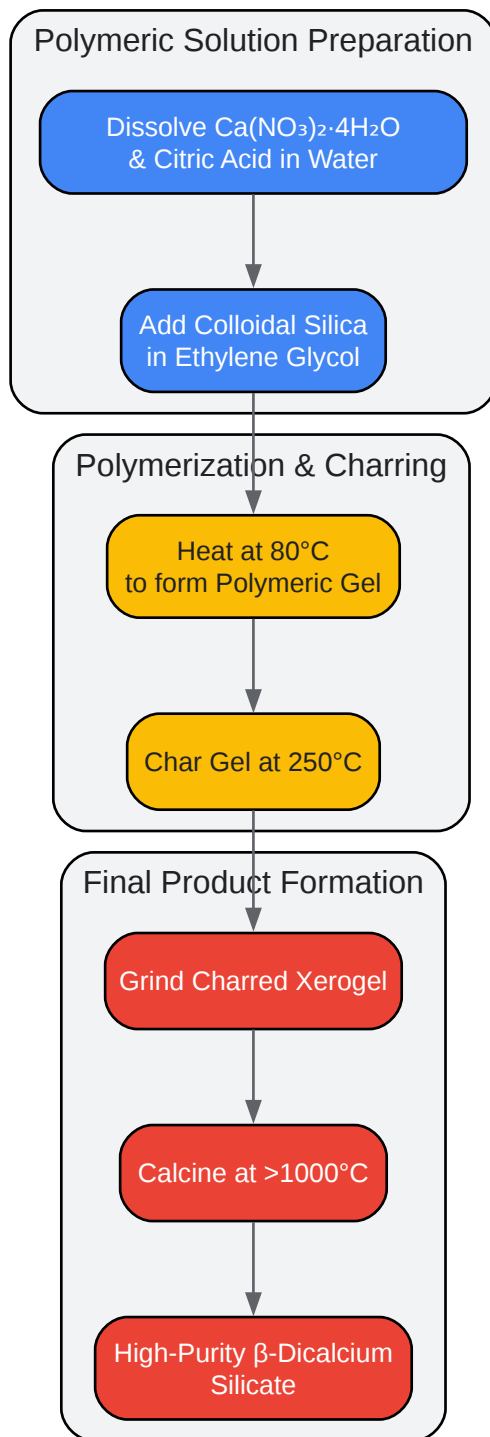 Polymeric Solution Preparation
Dissolve Ca(NO₃)₂·4H₂O
& Citric Acid in Water
Add Colloidal Silica
in Ethylene Glycol
Polymerization & Charring
Heat at 80°C
to form Polymeric Gel
Char Gel at 250°C
Final Product Formation
Grind Charred Xerogel
Calcine at >1000°C
High-Purity β-Dicalcium
Silicate